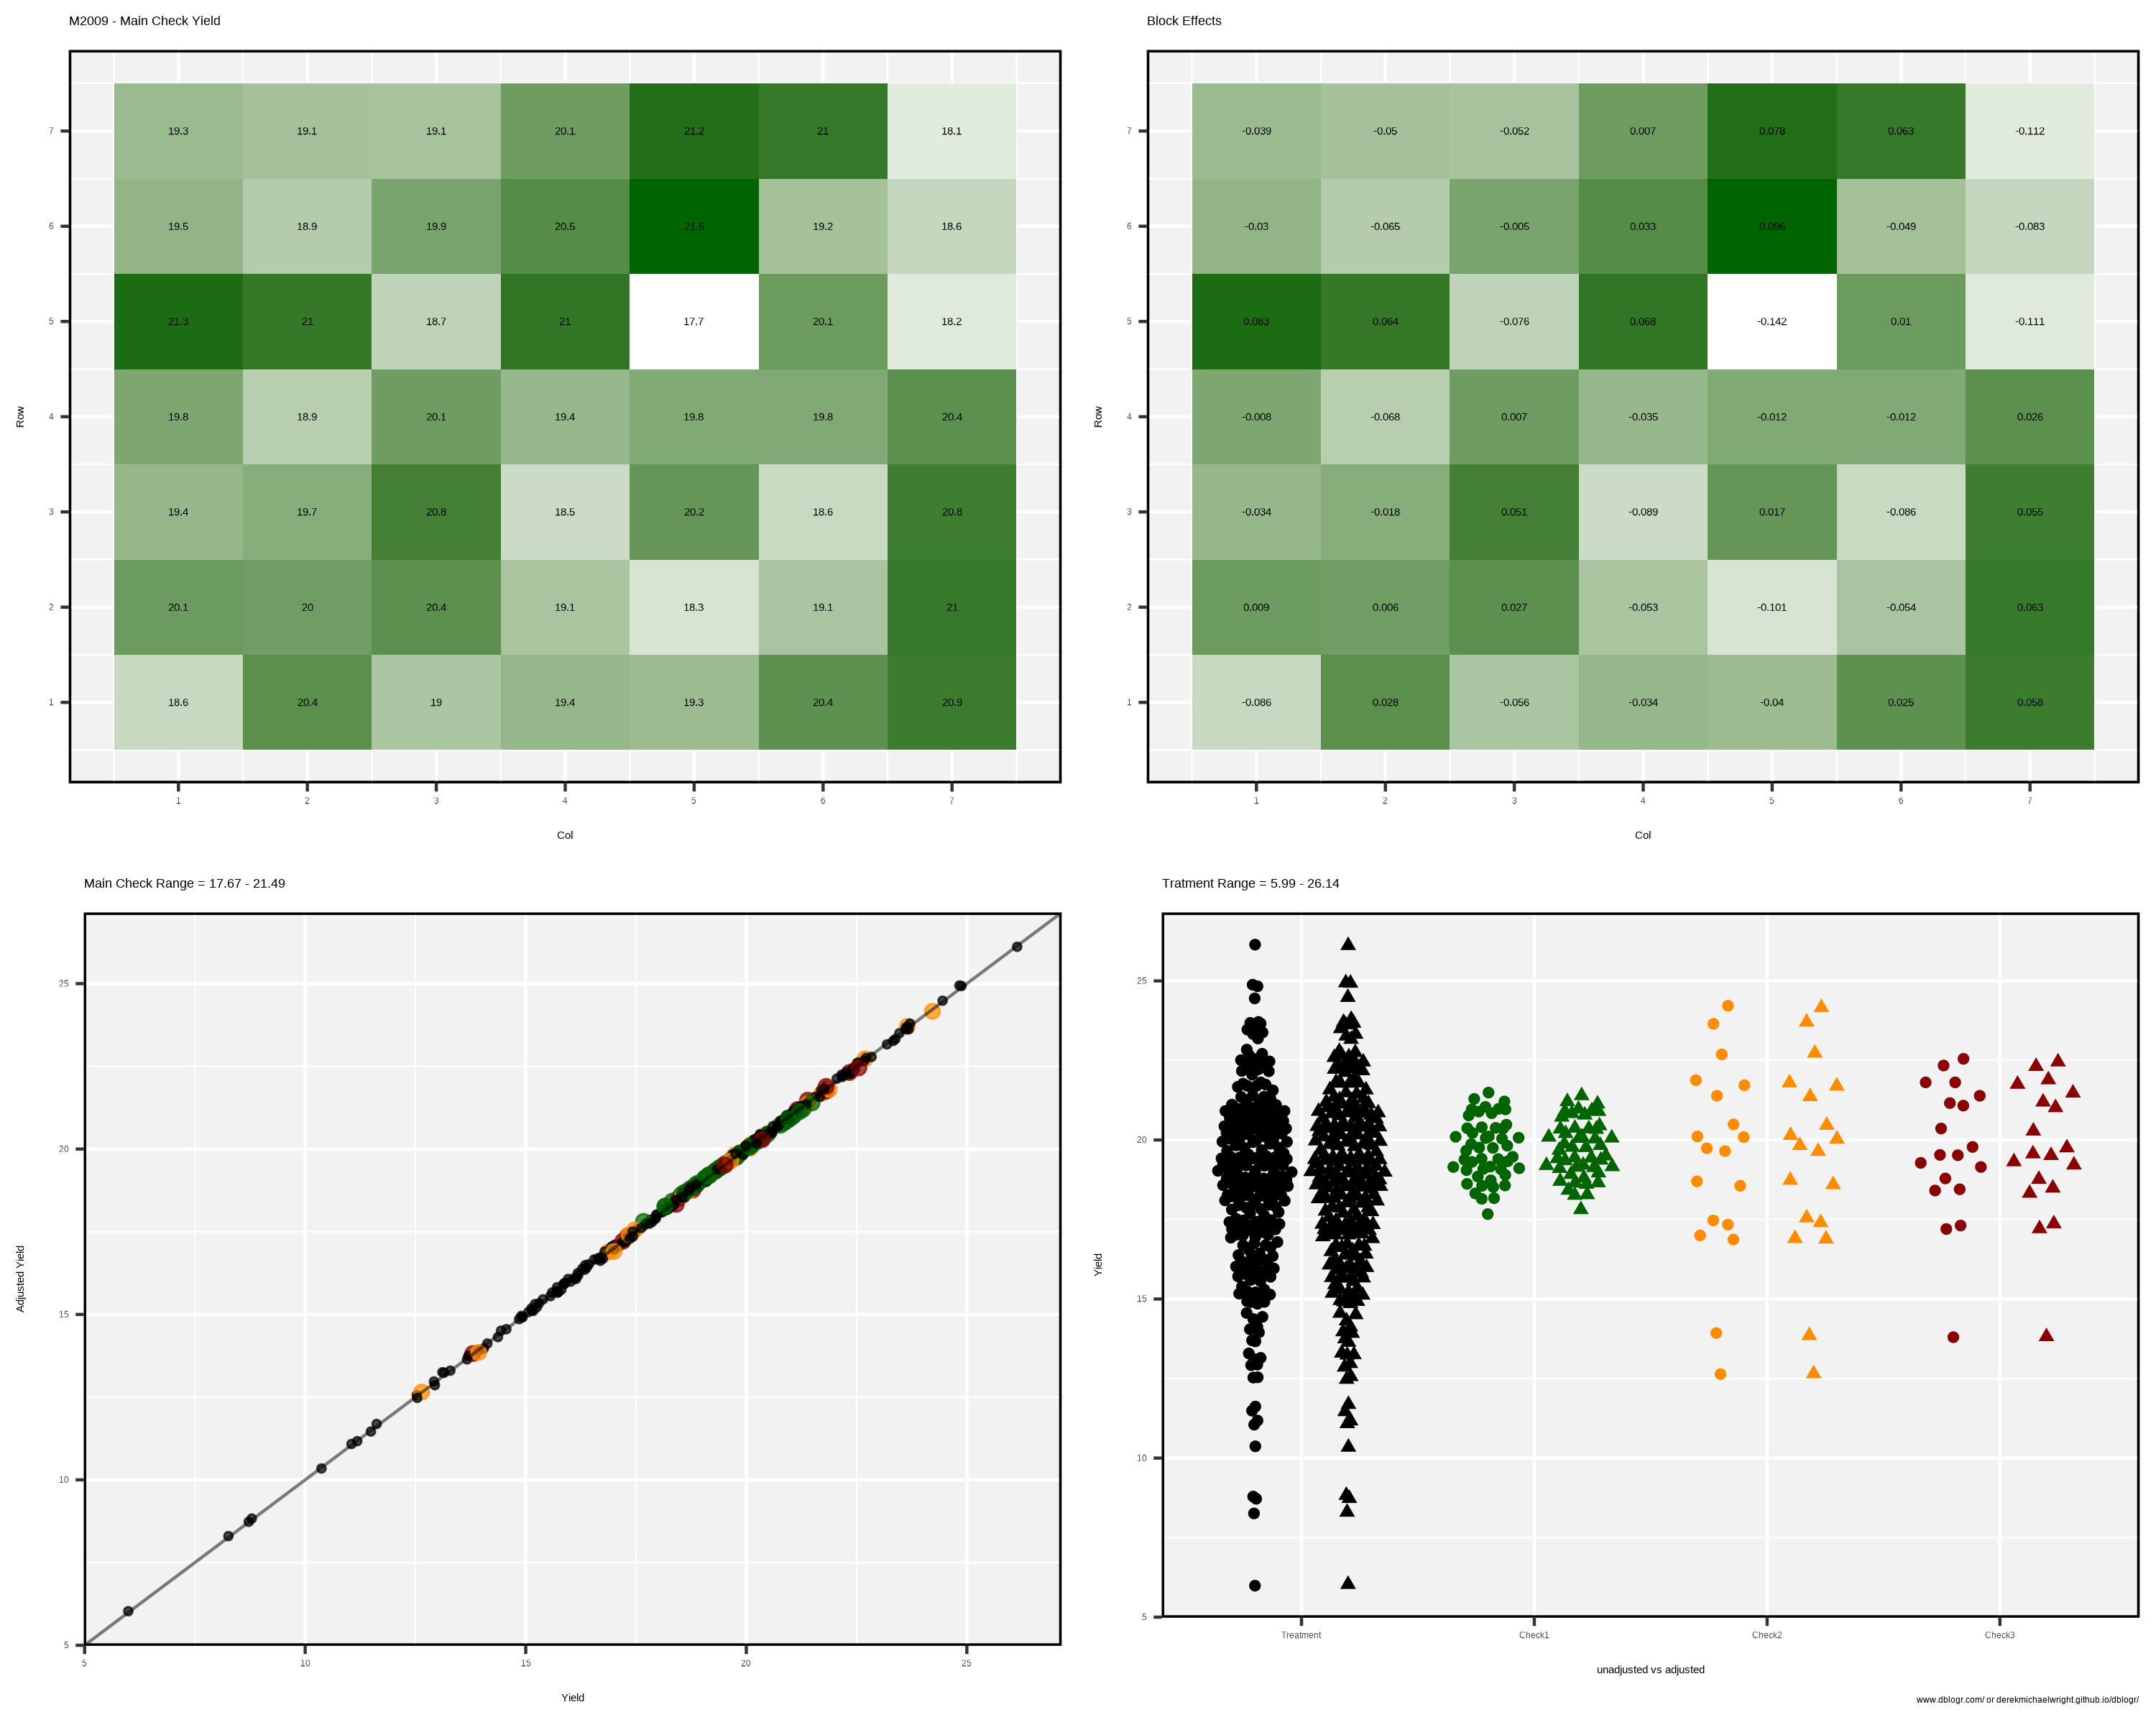 M2009 - Main Check Yield
Row
7 19.3 19.1 19.1 20.1 21.2 21 18.1
6 19.5 18.9 19.9 20.5 21.5 19.2 18.6
5 21.3 21 18.7 21 17.7 20.1 18.2
4 19.8 18.9 20.1 19.4 19.8 19.8 20.4
3 19.4 19.7 20.8 18.5 20.2 18.6 20.8
2 20.1 20 20.4 19.1 18.3 19.1 21
1 18.6 20.4 19 19.4 19.3 20.4 20.9
1 2 3 4 5 6 7
Col
Block Effects
Row
7 -0.039 -0.05 -0.052 0.007 0.078 0.063 -0.112
6 -0.03 -0.065 -0.005 0.033 0.096 -0.049 -0.083
5 0.083 0.064 -0.076 0.068 -0.142 0.01 -0.111
4 -0.008 -0.068 0.007 -0.035 -0.012 -0.012 0.026
3 -0.034 -0.018 0.051 -0.089 0.017 -0.086 0.055
2 0.009 0.006 0.027 -0.053 -0.101 -0.054 0.063
1 -0.086 0.028 -0.056 -0.034 -0.04 0.025 0.058
1 2 3 4 5 6 7
Col
Main Check Range = 17.67 - 21.49
Adjusted Yield
25
20
15
10
5
5 10 15 20 25
Yield
Tratment Range = 5.99 - 26.14
Yield
25
20
15
10
5
Treatment Check1 Check2 Check3
unadjusted vs adjusted
www.dblogr.com/ or derekmichaelwright.github.io/dblogr/